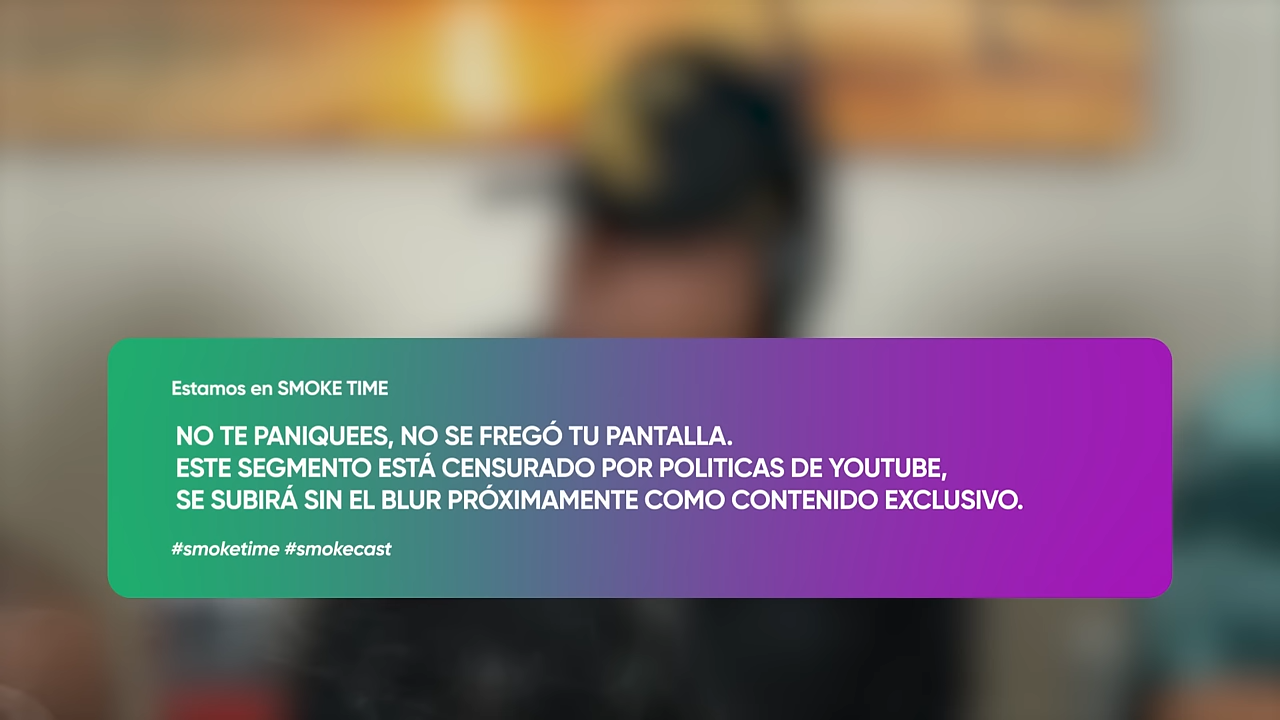 Estamos en SMOKE TIME
NO TE PANIQUEES, NO SE FREGÓ TU PANTALLA.
ESTE SEGMENTO ESTÁ CENSURADO POR POLITICAS DE YOUTUBE,
SE SUBIRÁ SIN EL BLUR PRÓXIMAMENTE COMO CONTENIDO EXCLUSIVO.
#smoketime #smokecast